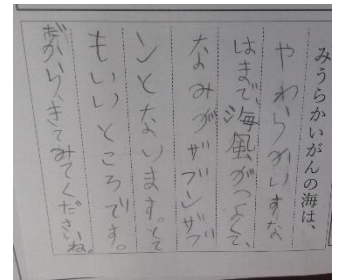 みうらかいがんの海は、
やわらかいすな
はまで、海風がつよくて、
なみがザブンザブ
ンとなります。とて
もいいところです。
ぜひいきてみてくださいね。